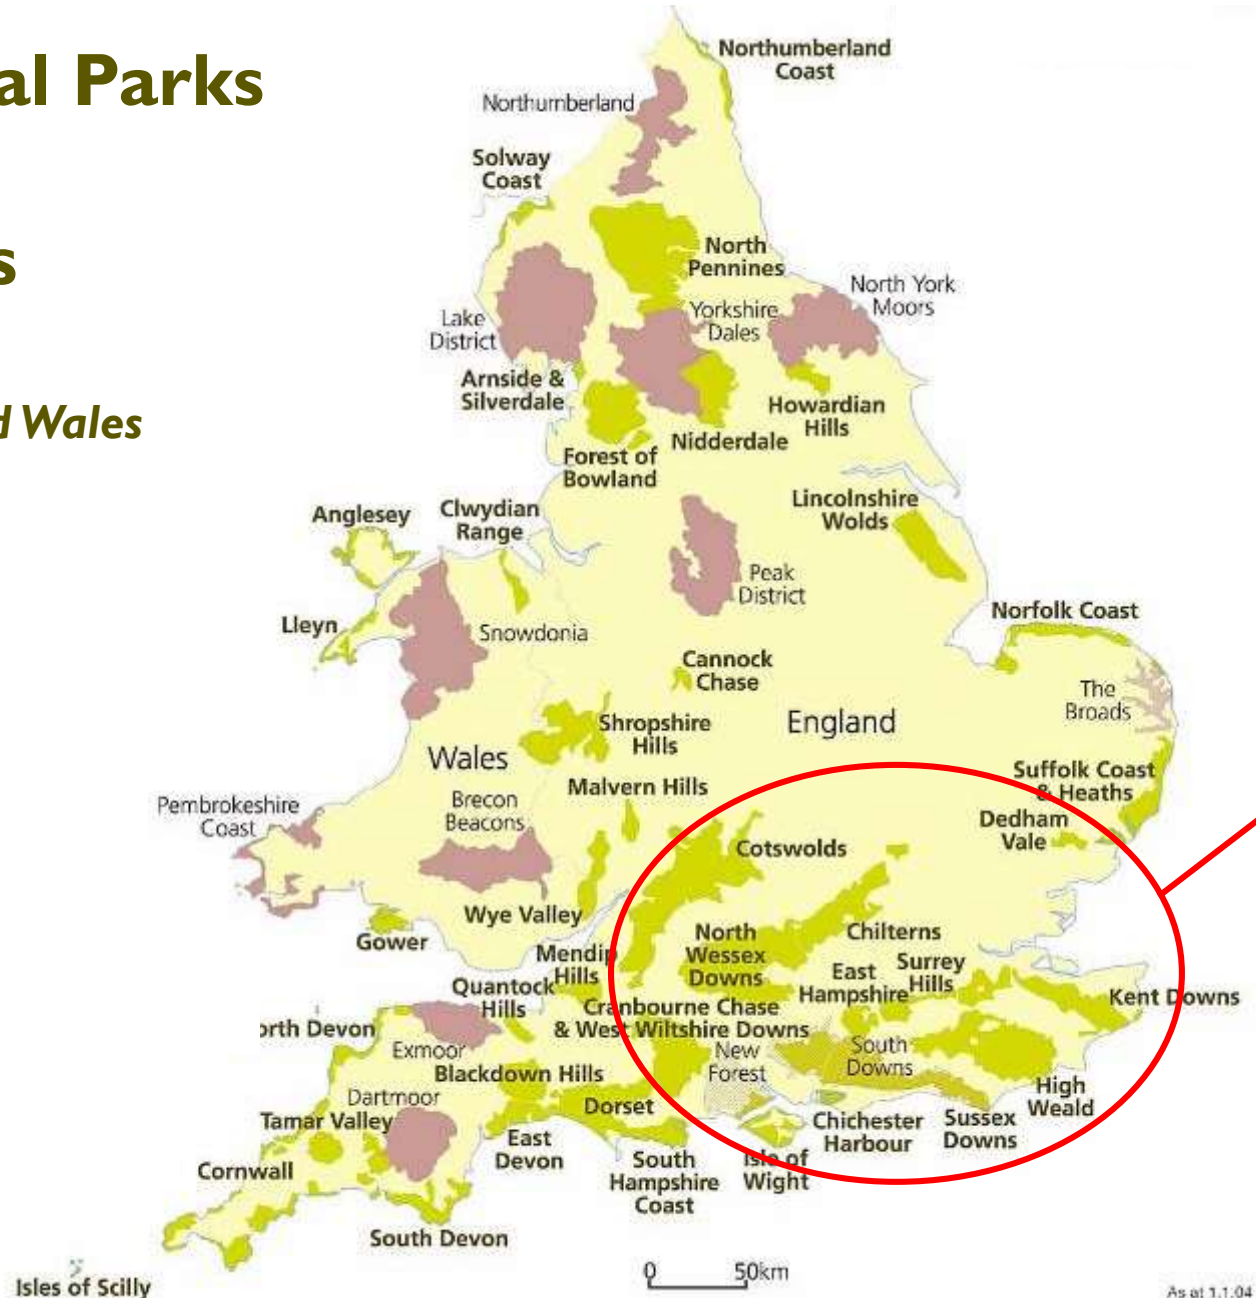 al Parks
s
d Wales
Northumberland
Coast
Northumberland
Solway
Coast
North
Pennines
North York
Moors
Yorkshire
Dales
Lake
District
Arnside &
Silverdale
Howardian
Hills
Nidderdale
Forest of
Bowland
Lincolnshire
Wolds
Anglesey
Clwydian
Range
Peak
District
Norfolk Coast
Lleyn
Snowdonia
Cannock
Chase
The
Broads
Shropshire
Hills
England
Wales
Suffolk Coast
& Heaths
Malvern Hills
Brecon
Beacons
Pembrokeshire
Coast
Dedham
Vale
Cotswolds
Wye Valley
Gower
North
Wessex
Downs
Chilterns
Mendip
Hills
Surrey
Hills
East
Hampshire
Quantock
Hills
Kent Downs
Cranbourne Chase
& West Wiltshire Downs
orth Devon
Exmoor
New
Forest
South
Downs
Blackdown Hills
Dartmoor
High
Weald
Dorset
Tamar Valley
Chichester
Harbour
Sussex
Downs
East
Devon
Cornwall
South
Hampshire
Coast
Isle of
Wight
South Devon
Isles of Scilly
0 50km
As at 1.1.04